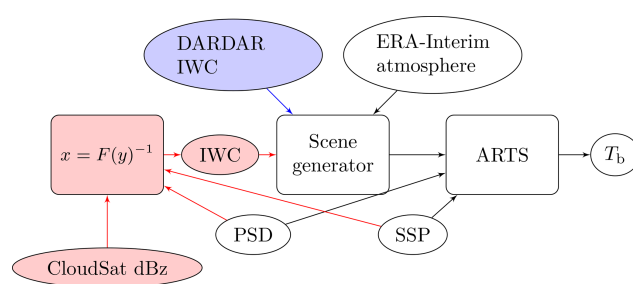 DARDAR
IWC
ERA-Interim
atmosphere
x = F(y)⁻¹
IWC
Scene
generator
ARTS
T_b
PSD
SSP
CloudSat dBz